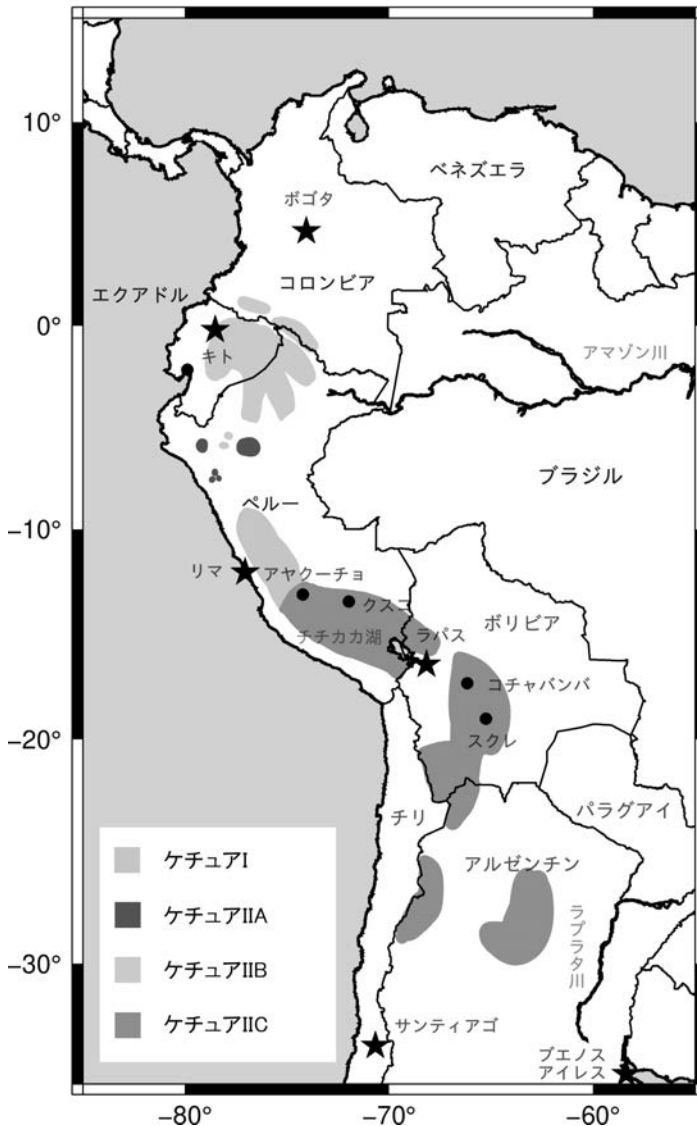 10°
0°
−10°
−20°
−30°
−80°
−70°
−60°
ベネズエラ
ボゴタ
コロンビア
エクアドル
キト
アマゾン川
ブラジル
ペルー
リマ
アヤクーチョ
クスコ
チチカカ湖
ラパス
ボリビア
コチャバンバ
スクレ
パラグアイ
チリ
アルゼンチン
ラプラタ川
サンティアゴ
ブエノス
アイレス
ケチュアI
ケチュアIIA
ケチュアIIB
ケチュアIIC